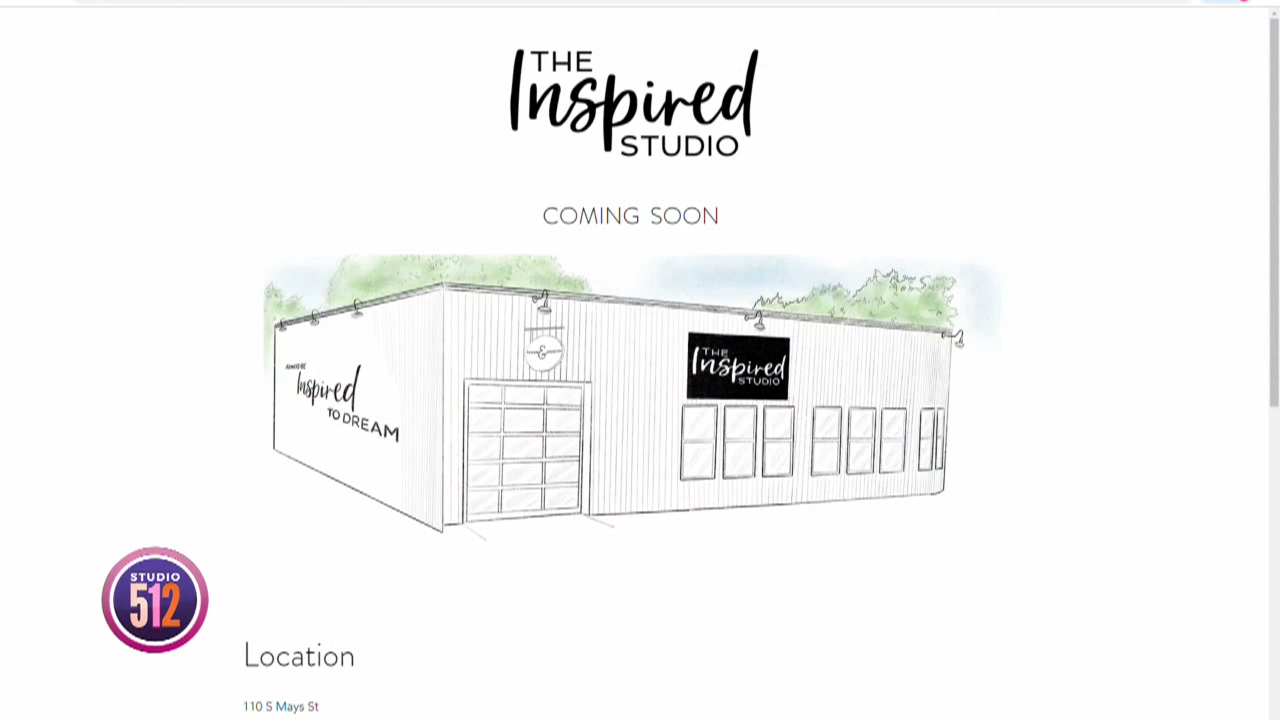 THE
Inspired
STUDIO
COMING SOON
&
THE
Inspired
STUDIO
Inspired
TO DREAM
STUDIO
512
Location
110 S Mays St